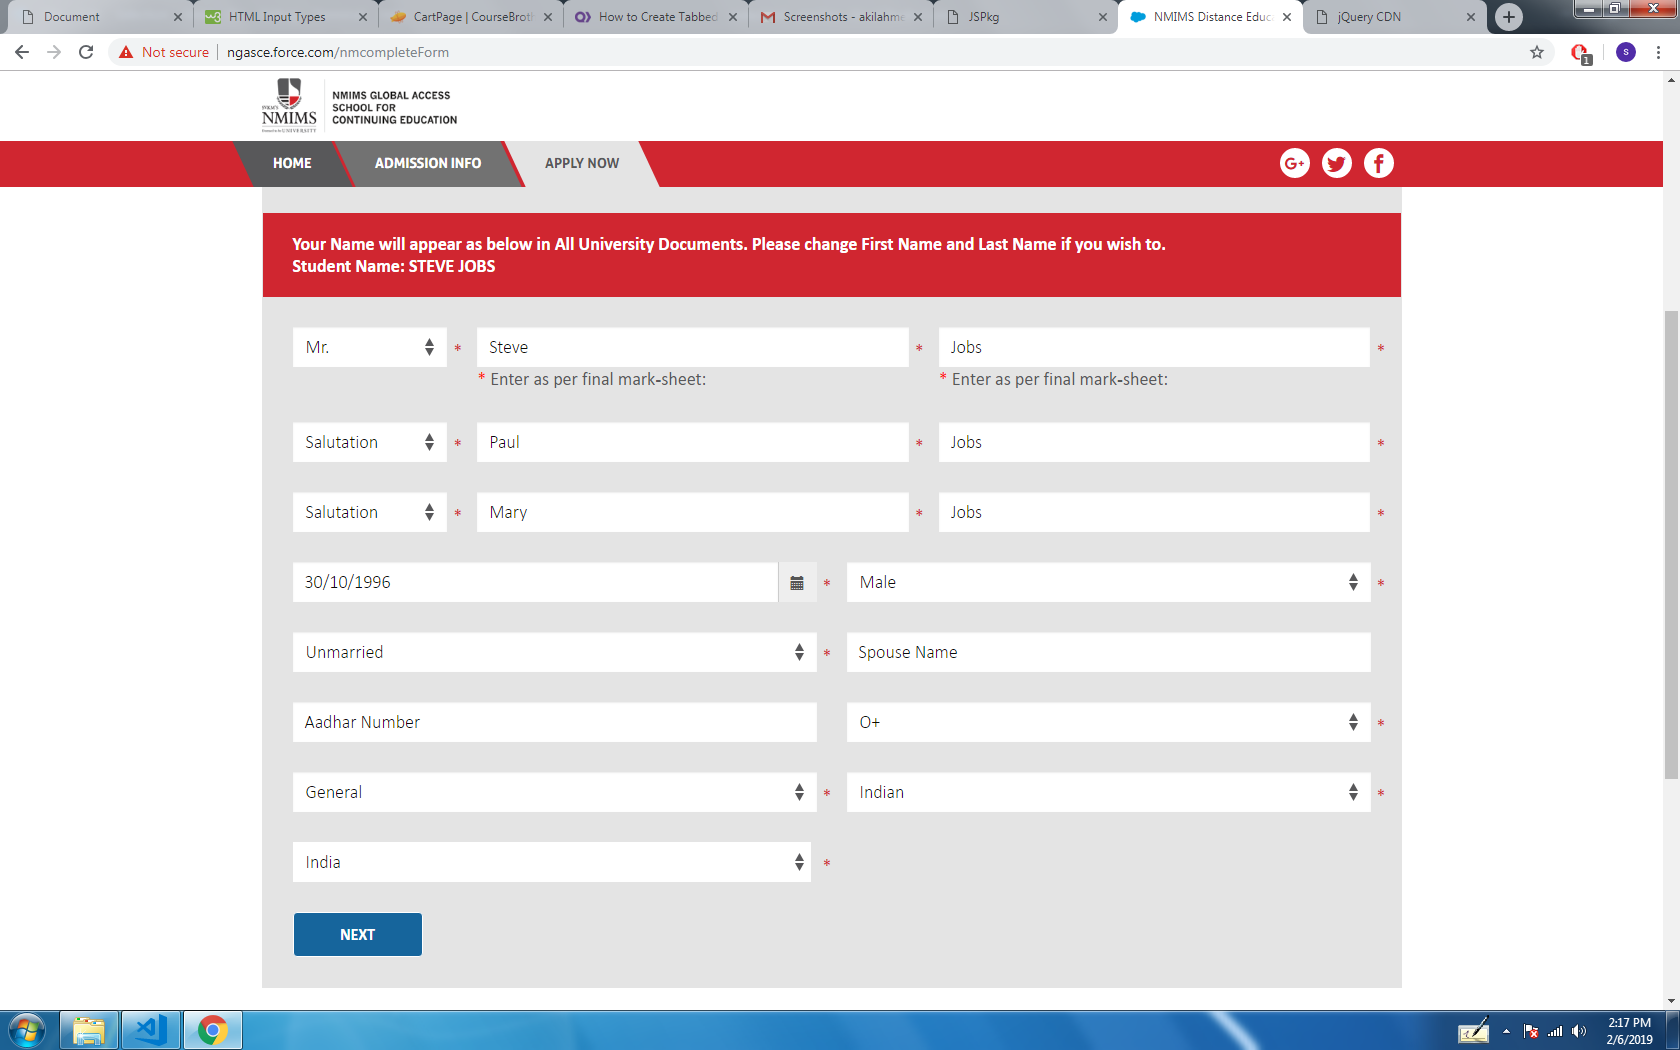 Document
HTML Input Types
CartPage | CourseBroth
How to Create Tabbed
Screenshots - akilahme
JSPkg
NMIMS Distance Educa
jQuery CDN
Not secure
ngasce.force.com/nmcompleteForm
1
s
NMIMS
NMIMS GLOBAL ACCESS
SCHOOL FOR
CONTINUING EDUCATION
HOME
ADMISSION INFO
APPLY NOW
G+
f
Your Name will appear as below in All University Documents. Please change First Name and Last Name if you wish to.
Student Name: STEVE JOBS
Mr. * Steve * Jobs *
* Enter as per final mark-sheet: * Enter as per final mark-sheet:
Salutation * Paul * Jobs *
Salutation * Mary * Jobs *
30/10/1996 * Male *
Unmarried * Spouse Name
Aadhar Number O+ *
General * Indian *
India *
NEXT
2:17 PM
2/6/2019